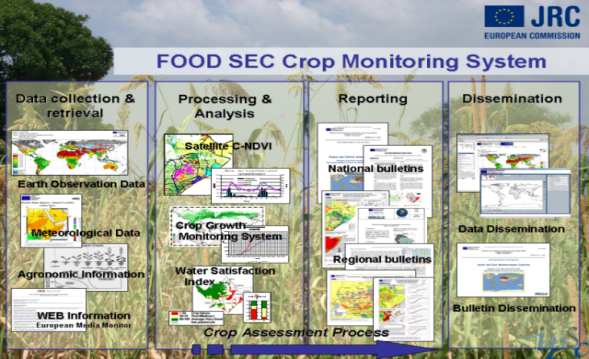 JRC
EUROPEAN COMMISSION
FOOD SEC Crop Monitoring System
Data collection &
retrieval
Earth Observation Data
Meteorological Data
Agronomic Information
WEB Information
European Media Monitor
Processing &
Analysis
Satellite C-NDVI
Crop Growth
Monitoring System
Water Satisfaction
Index
Reporting
National bulletins
Regional bulletins
Dissemination
Data Dissemination
Bulletin Dissemination
Crop Assessment Process